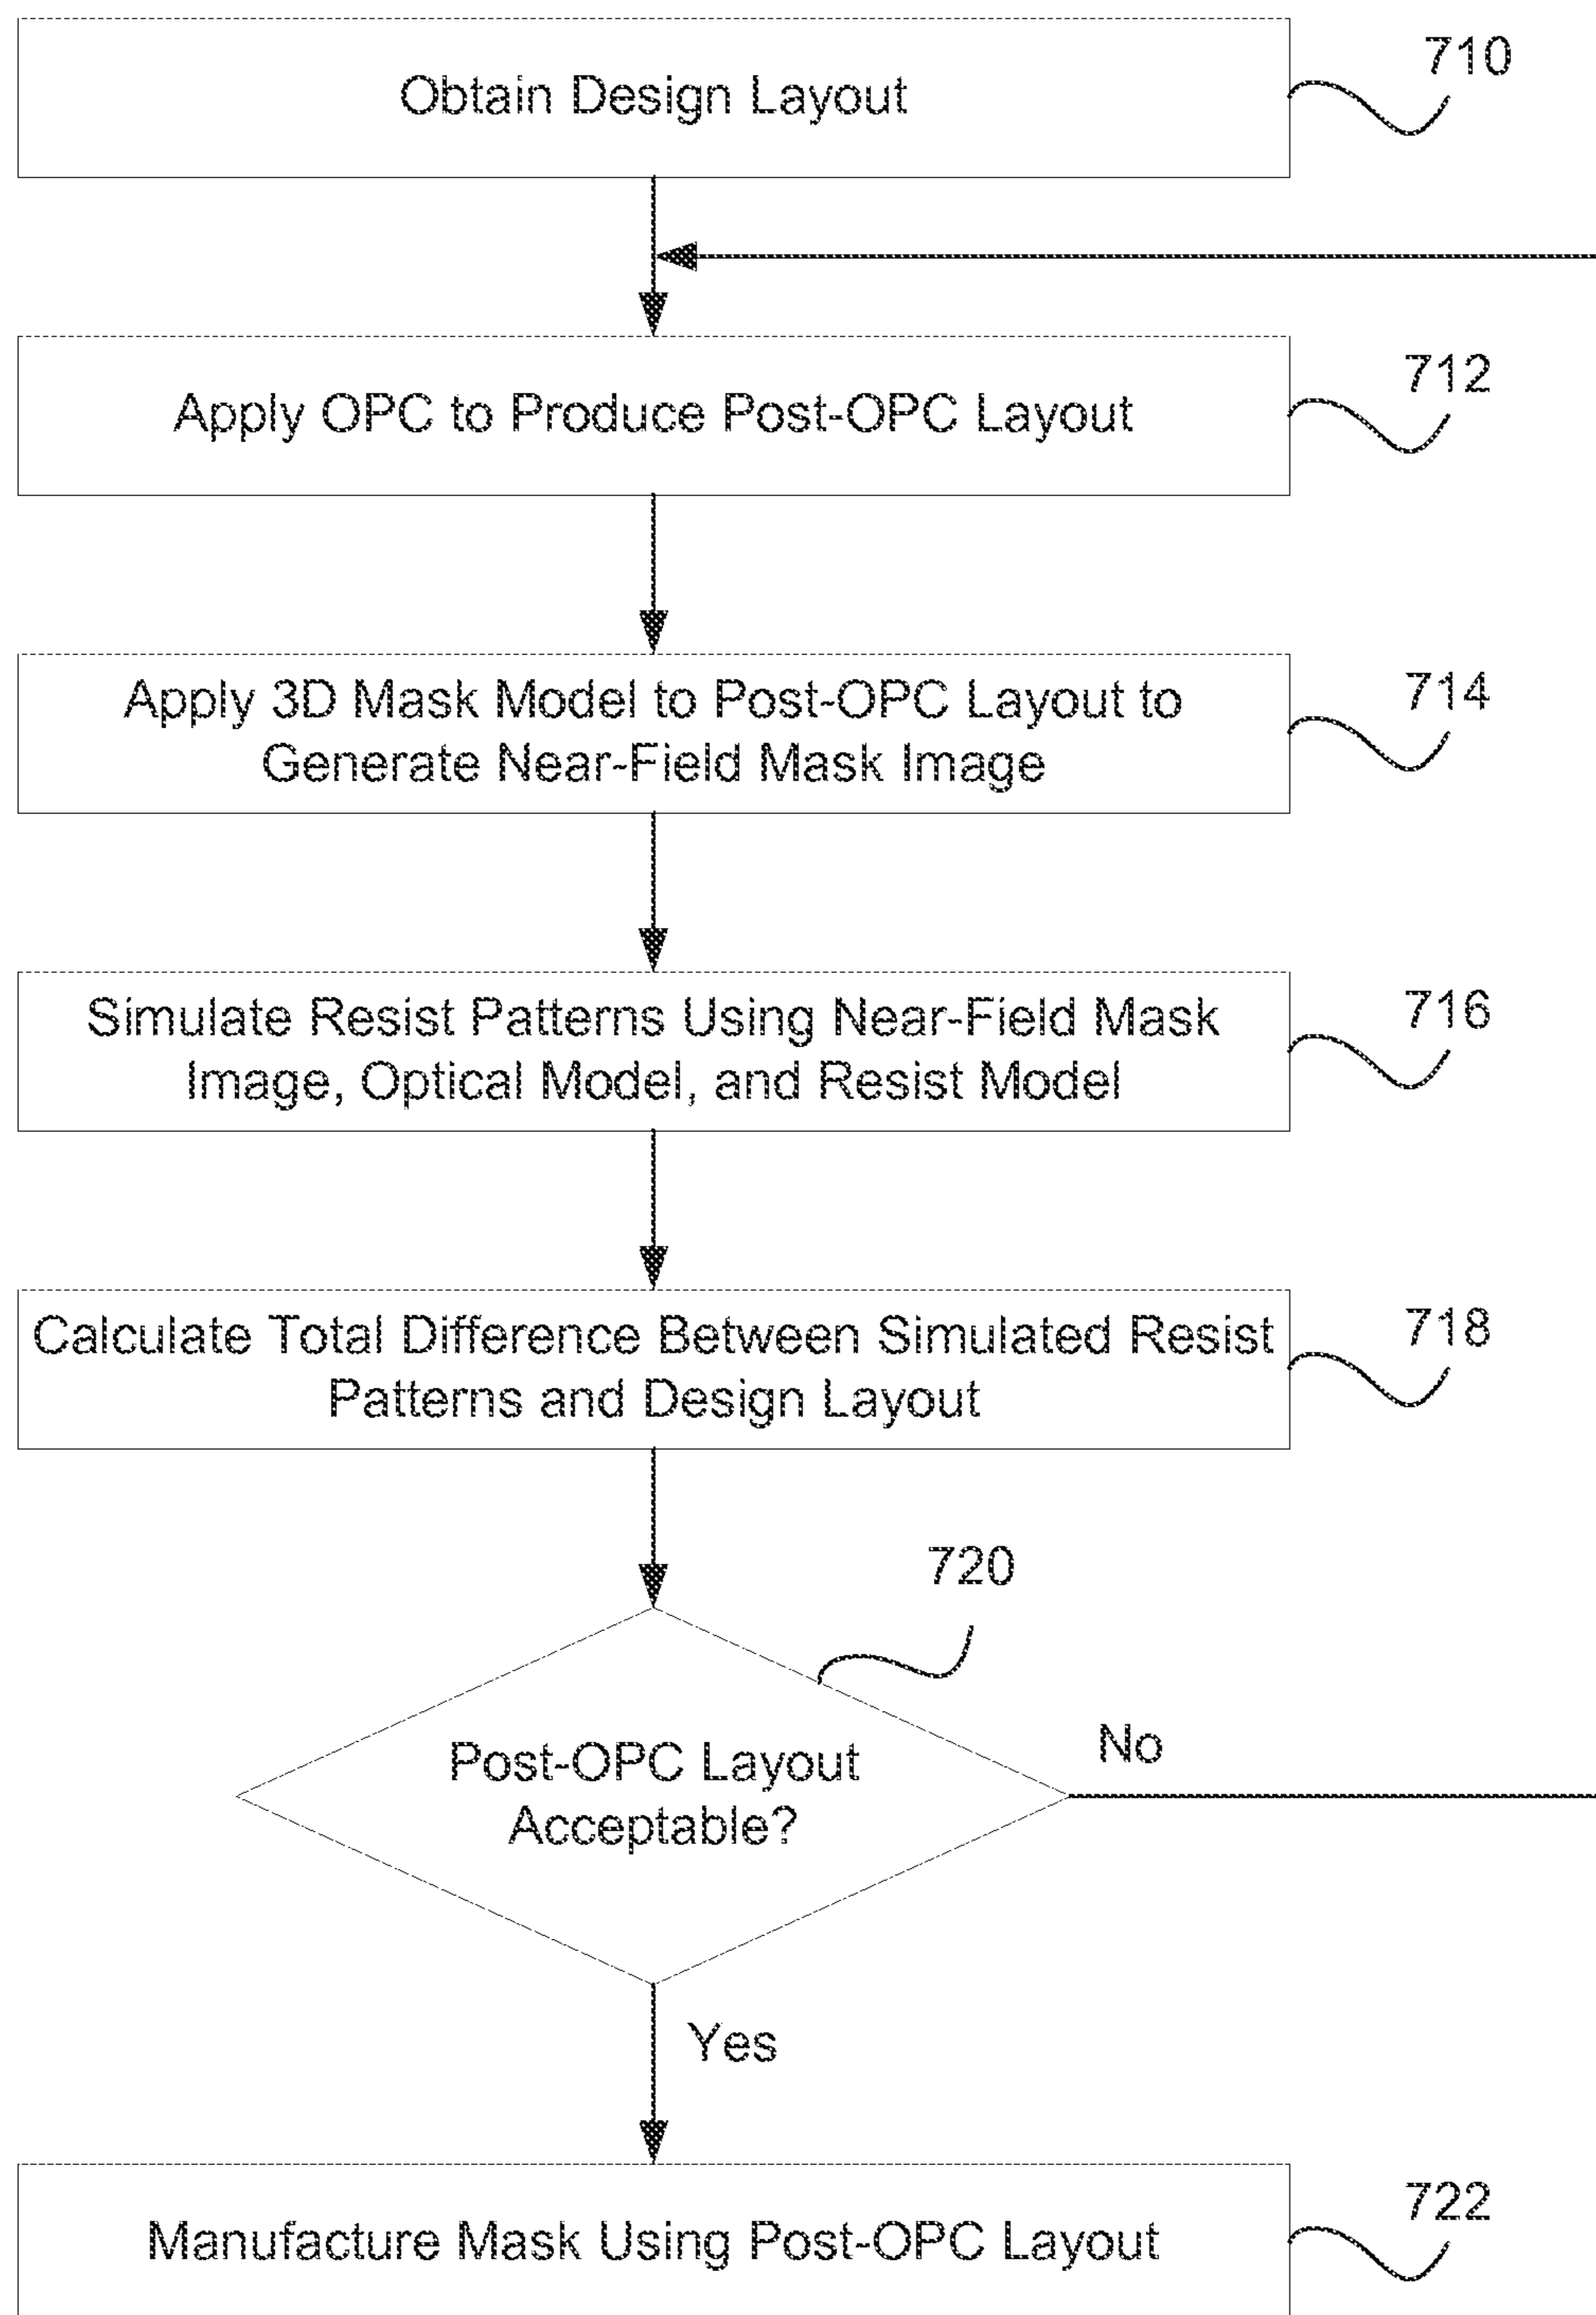 Obtain Design Layout
710
Apply OPC to Produce Post-OPC Layout
712
Apply 3D Mask Model to Post-OPC Layout to
Generate Near-Field Mask Image
714
Simulate Resist Patterns Using Near-Field Mask
Image, Optical Model, and Resist Model
716
Calculate Total Difference Between Simulated Resist
Patterns and Design Layout
718
720
Post-OPC Layout
Acceptable?
No
Yes
Manufacture Mask Using Post-OPC Layout
722